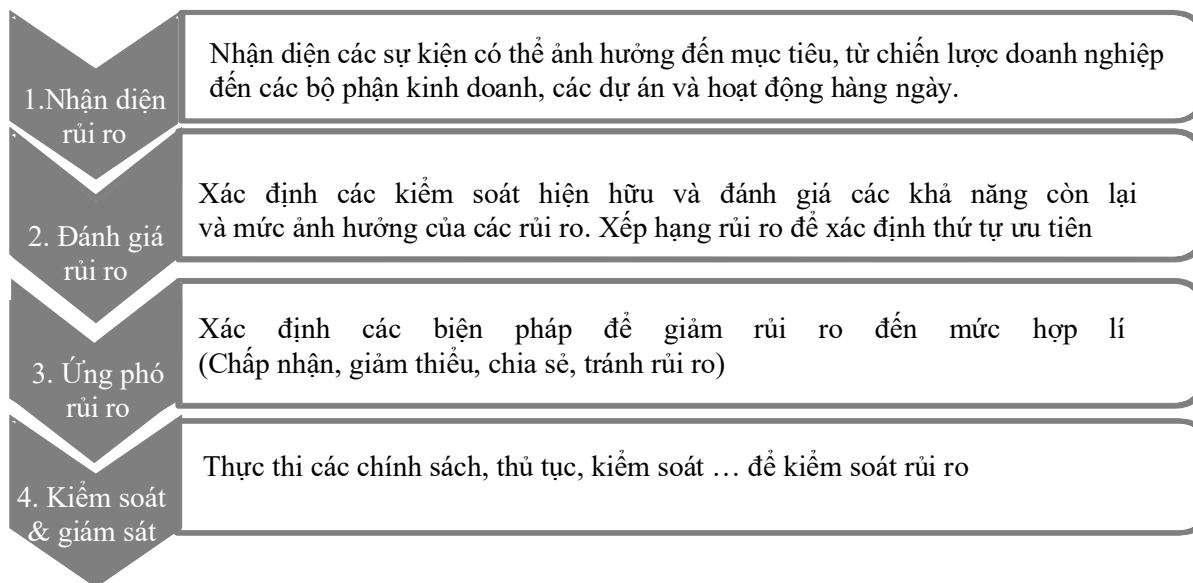 1.Nhận diện
rủi ro
Nhận diện các sự kiện có thể ảnh hưởng đến mục tiêu, từ chiến lược doanh nghiệp
đến các bộ phận kinh doanh, các dự án và hoạt động hàng ngày.
2. Đánh giá
rủi ro
Xác định các kiểm soát hiện hữu và đánh giá các khả năng còn lại
và mức ảnh hưởng của các rủi ro. Xếp hạng rủi ro để xác định thứ tự ưu tiên
3. Ứng phó
rủi ro
Xác định các biện pháp để giảm rủi ro đến mức hợp lí
(Chấp nhận, giảm thiểu, chia sẻ, tránh rủi ro)
4. Kiểm soát
& giám sát
Thực thi các chính sách, thủ tục, kiểm soát … để kiểm soát rủi ro